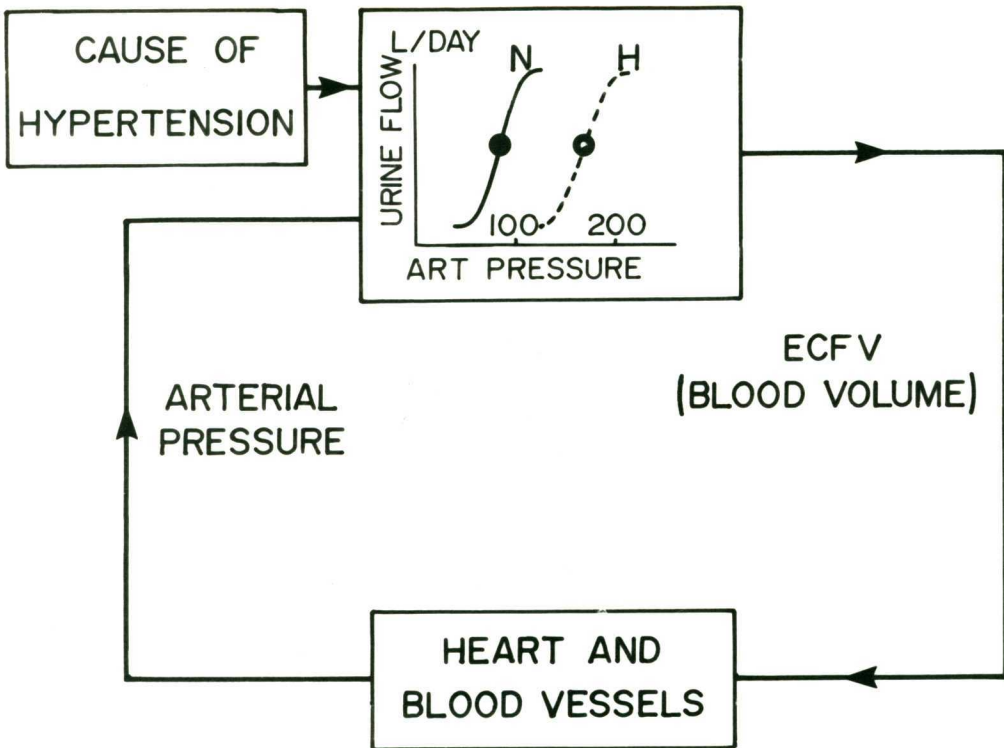 CAUSE OF
HYPERTENSION
L/DAY
URINE FLOW
N
H
100
200
ART PRESSURE
ECFV
(BLOOD VOLUME)
ARTERIAL
PRESSURE
HEART AND
BLOOD VESSELS